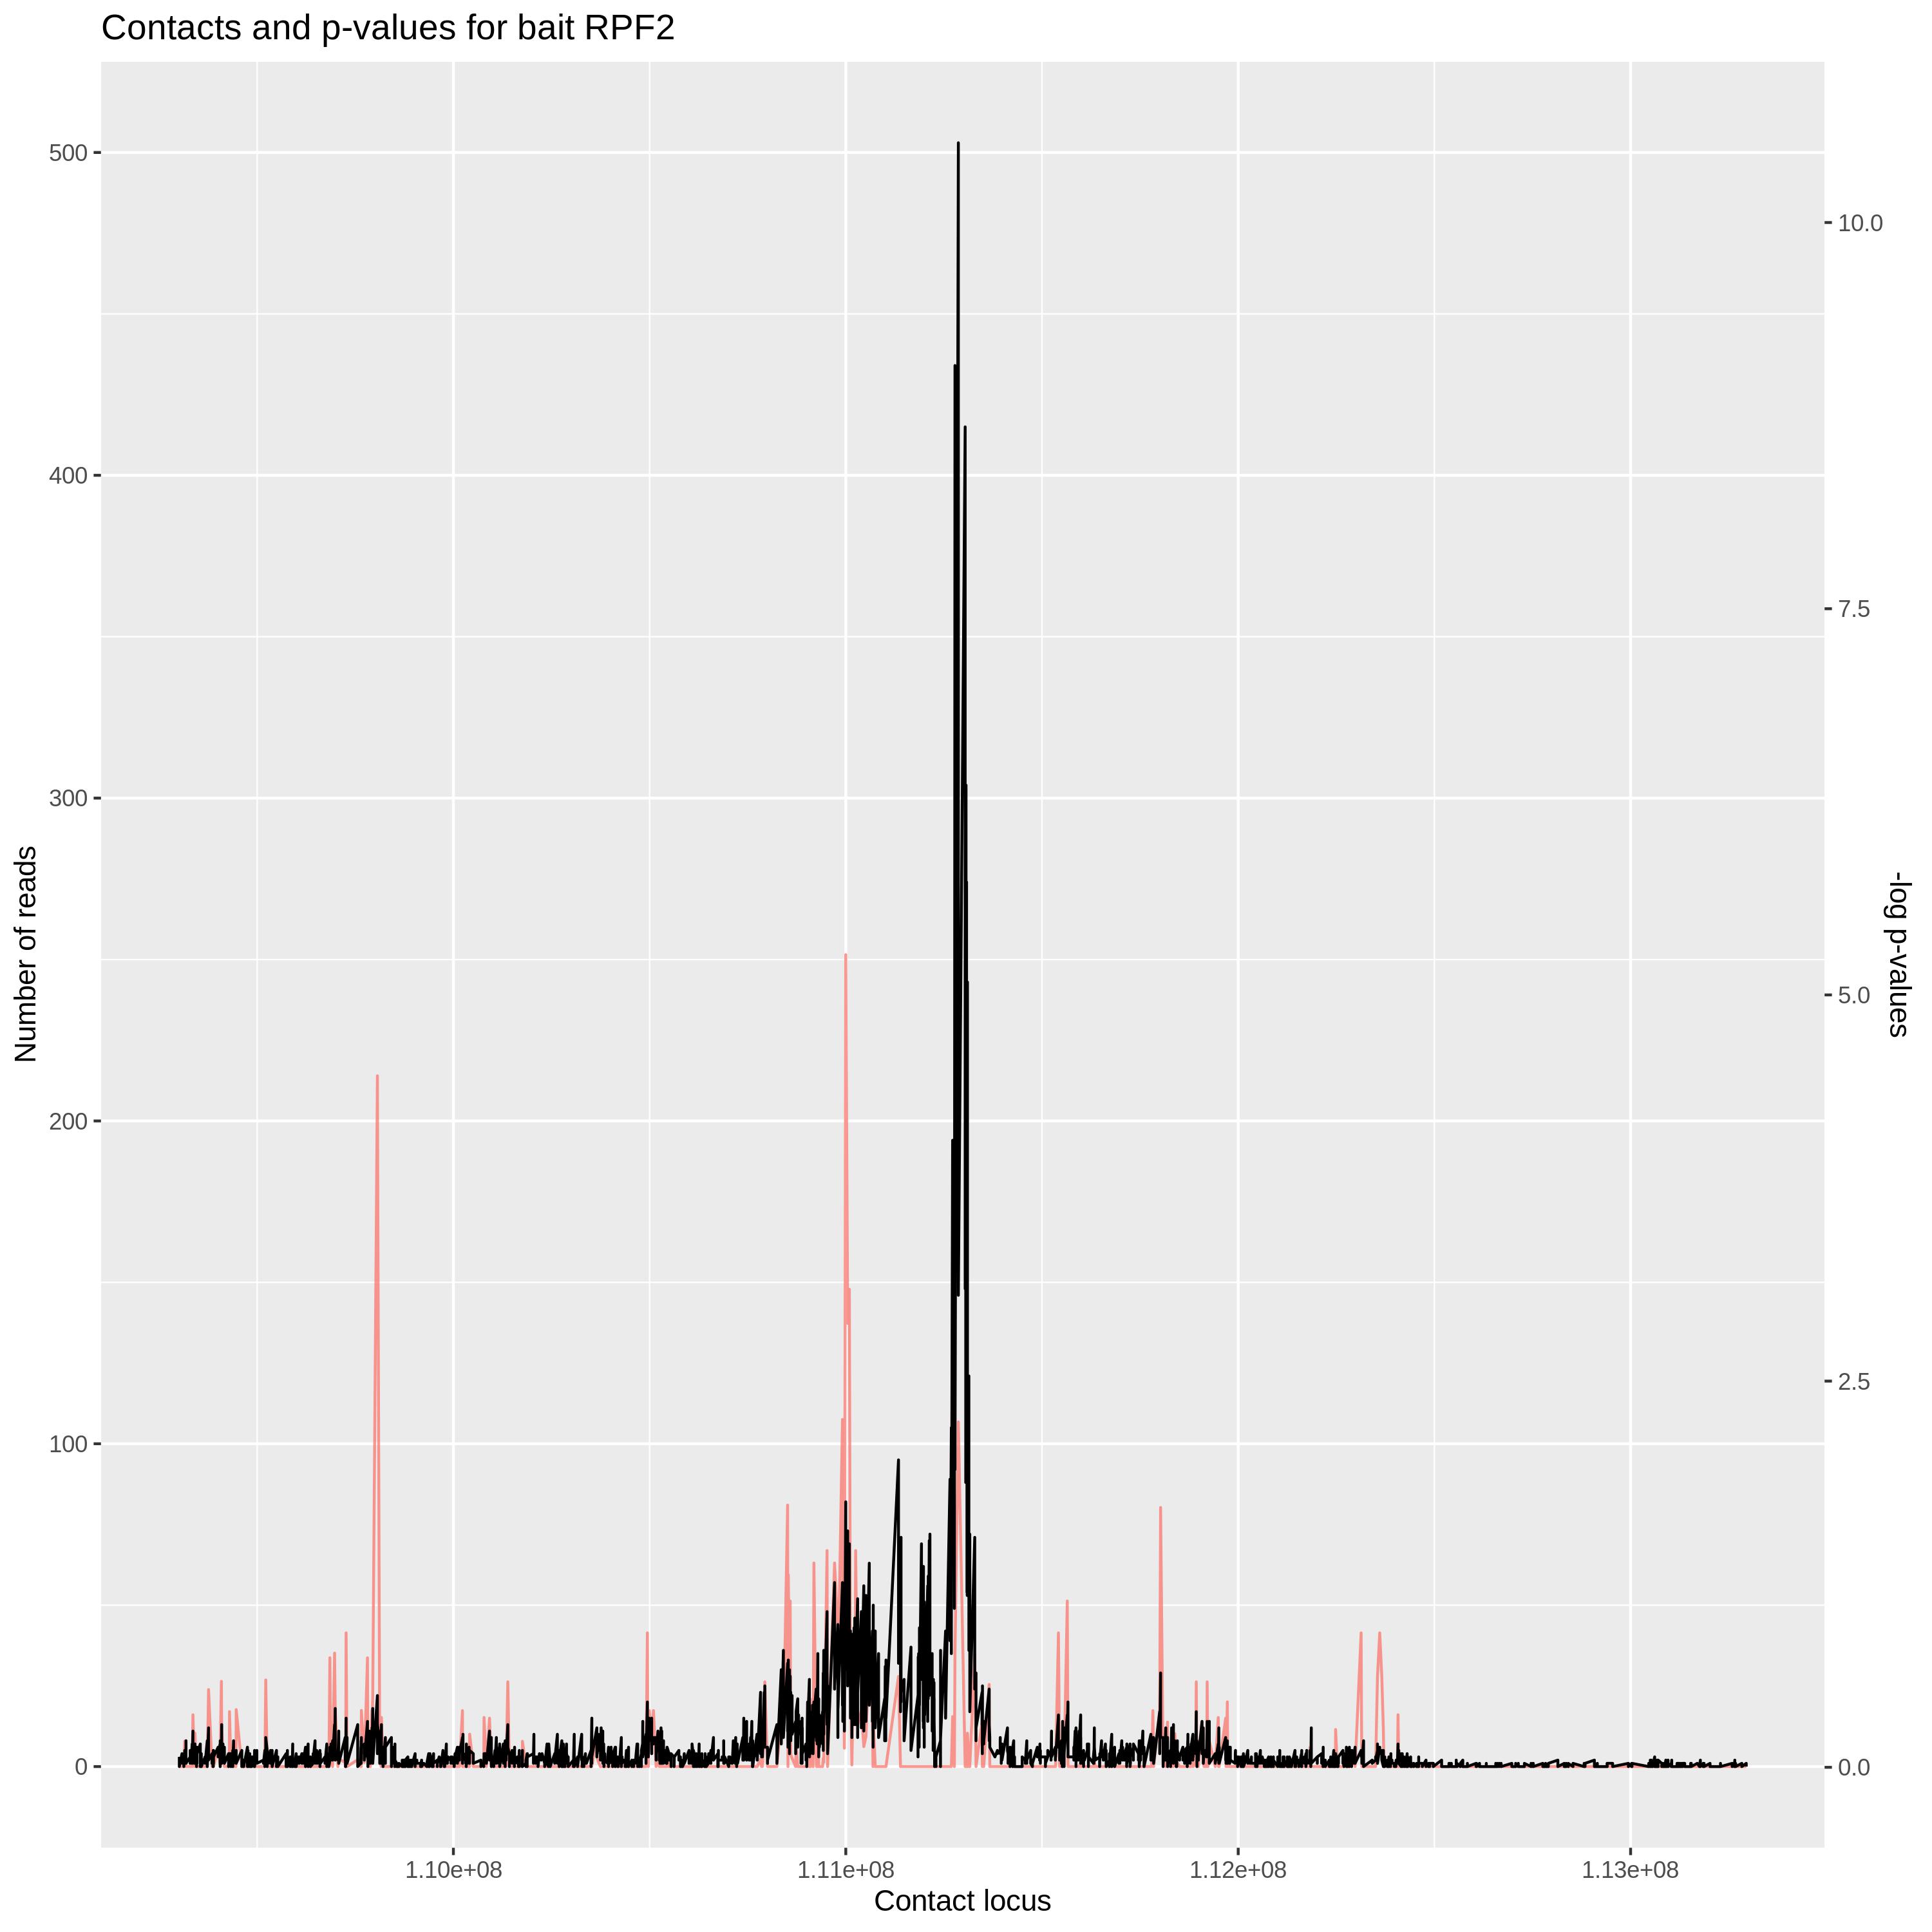 Contacts and p-values for bait RPF2
500
400
300
200
100
0
Number of reads
10.0
7.5
5.0
2.5
0.0
-log p-values
1.10e+08
1.11e+08
1.12e+08
1.13e+08
Contact locus